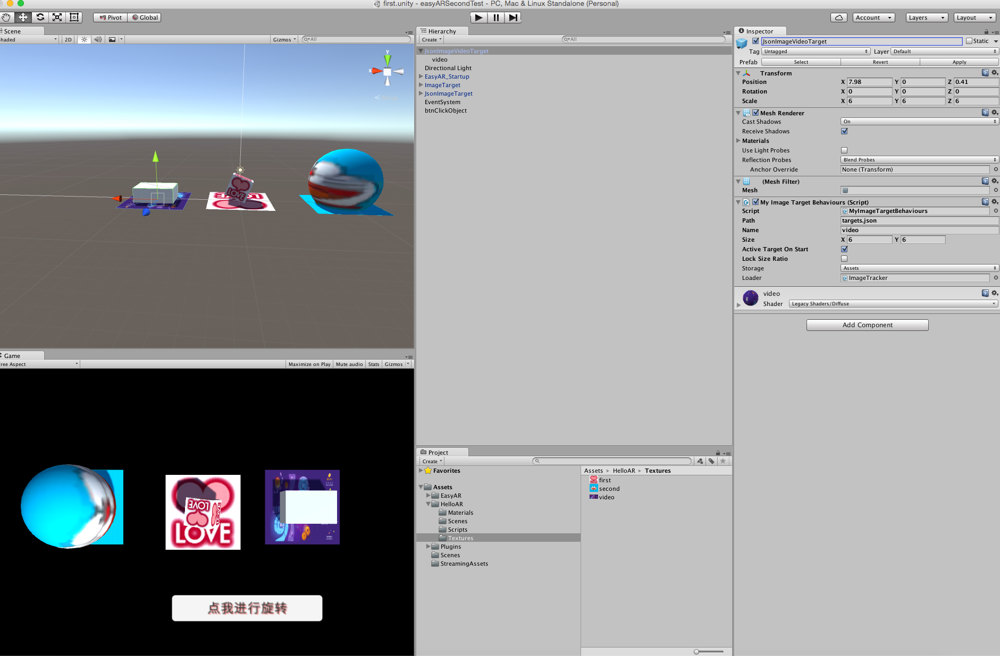 first.unity - easyARSecondTest - PC, Mac & Linux Standalone (Personal)
Pivot
Global
Account
Layers
Layout
Scene
haded
2D
Gizmos
All
Hierarchy
Create
All
JsonImageVideoTarget
video
Directional Light
EasyAR_Startup
ImageTarget
JsonImageTarget
EventSystem
btnClickObject
y
x
LOVE
LOVE
Game
ree Aspect
Maximize on Play
Mute audio
Stats
Gizmos
LOVE
LOVE
点我进行旋转
Project
Create
Favorites
Assets
EasyAR
HelloAR
Materials
Scenes
Scripts
Textures
Plugins
Scenes
StreamingAssets
Assets
HelloAR
Textures
first
second
video
Inspector
JsonImageVideoTarget
Static
Tag
Untagged
Layer
Default
Prefab
Select
Revert
Apply
Transform
Position X 7.98 Y 0 Z 0.41
Rotation X 0 Y 0 Z 0
Scale X 6 Y 6 Z 6
Mesh Renderer
Cast Shadows On
Receive Shadows
Materials
Use Light Probes
Reflection Probes Blend Probes
Anchor Override None (Transform)
(Mesh Filter)
Mesh
My Image Target Behaviours (Script)
Script MyImageTargetBehaviours
Path targets.json
Name video
Size X 6 Y 6
Active Target On Start
Lock Size Ratio
Storage Assets
Loader ImageTracker
video
Shader Legacy Shaders/Diffuse
Add Component